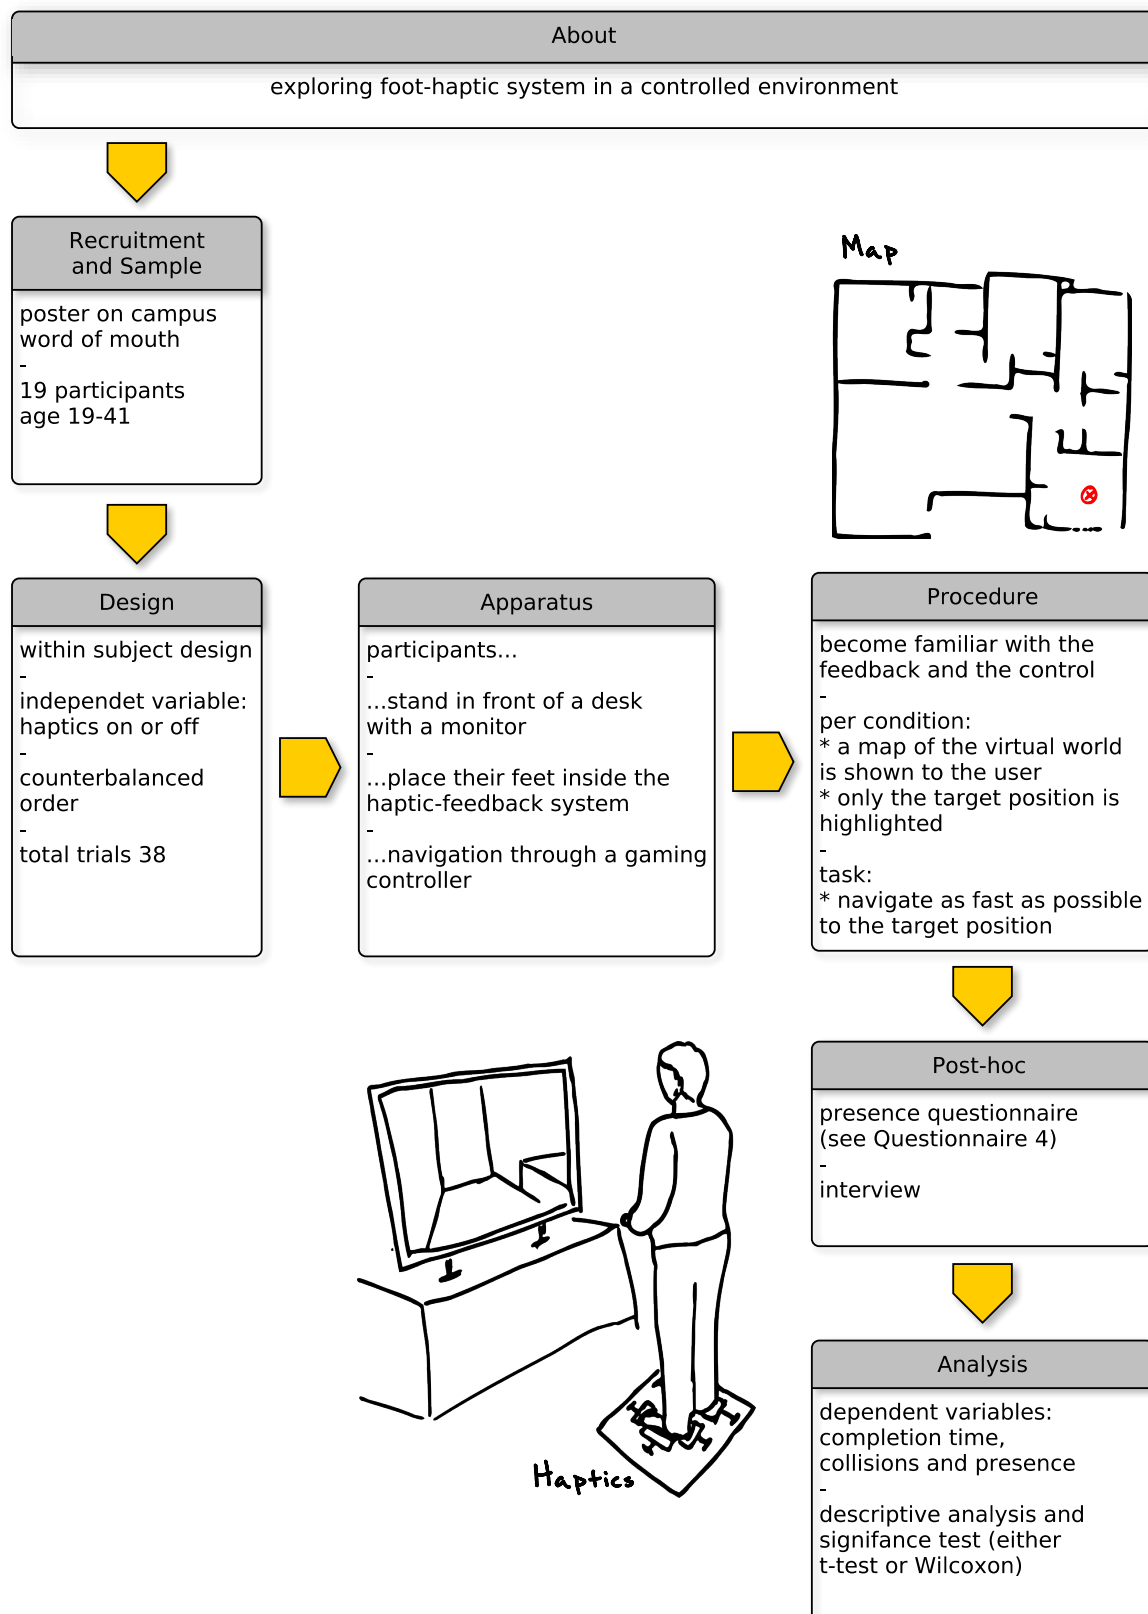 About
exploring foot-haptic system in a controlled environment
Recruitment
and Sample
poster on campus
word of mouth
-
19 participants
age 19-41
Map
Design
within subject design
-
independet variable:
haptics on or off
-
counterbalanced
order
-
total trials 38
Apparatus
participants...
-
...stand in front of a desk
with a monitor
-
...place their feet inside the
haptic-feedback system
-
...navigation through a gaming
controller
Procedure
become familiar with the
feedback and the control
-
per condition:
* a map of the virtual world
is shown to the user
* only the target position is
highlighted
-
task:
* navigate as fast as possible
to the target position
Post-hoc
presence questionnaire
(see Questionnaire 4)
-
interview
Haptics
Analysis
dependent variables:
completion time,
collisions and presence
-
descriptive analysis and
signifance test (either
t-test or Wilcoxon)